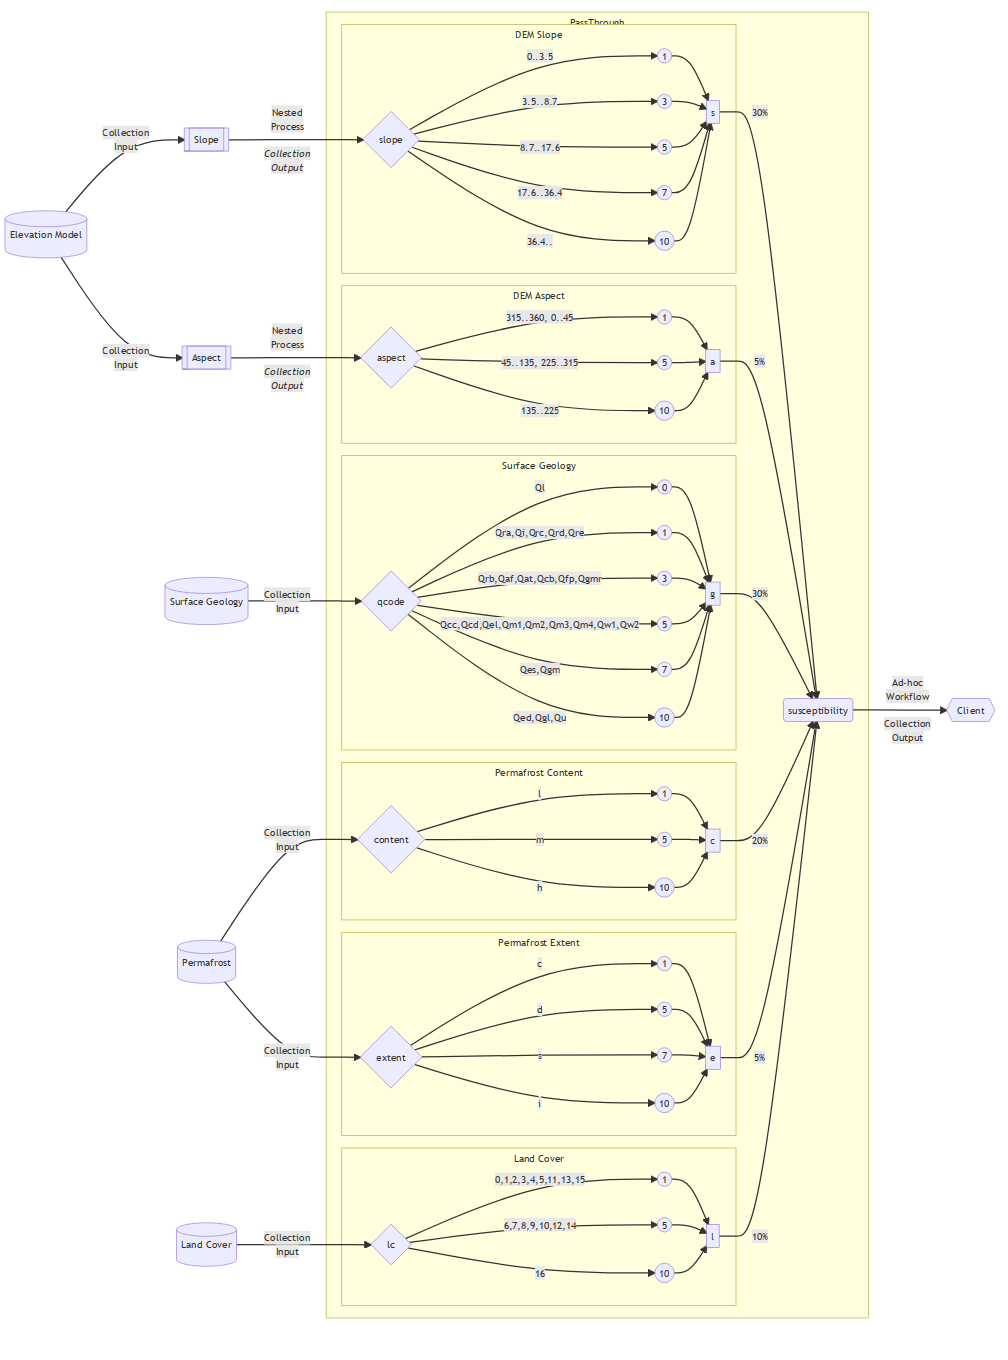 PassThrough
DEM Slope
0..3.5
1
3.5..8.7
3
s
30%
Collection
Input
Slope
Nested
Process
Collection
Output
slope
8.7..17.6
5
17.6..36.4
7
36.4..
10
Elevation Model
DEM Aspect
315..360, 0..45
1
Collection
Input
Aspect
Nested
Process
Collection
Output
aspect
45..135, 225..315
5
a
5%
135..225
10
Surface Geology
Ql
0
Qra,Qi,Qrc,Qrd,Qre
1
Qrb,Qaf,Qat,Qcb,Qfp,Qgmr
3
Surface Geology
Collection
Input
qcode
g
30%
Qcc,Qcd,Qel,Qm1,Qm2,Qm3,Qm4,Qw1,Qw2
5
Qes,Qgm
7
Qed,Qgl,Qu
10
susceptibility
Ad-hoc
Workflow
Collection
Output
Client
Permafrost Content
l
1
Collection
Input
content
m
5
c
20%
h
10
Permafrost
Permafrost Extent
c
1
d
5
Collection
Input
extent
s
7
e
5%
i
10
Land Cover
0,1,2,3,4,5,11,13,15
1
6,7,8,9,10,12,14
5
Land Cover
Collection
Input
lc
l
10%
16
10